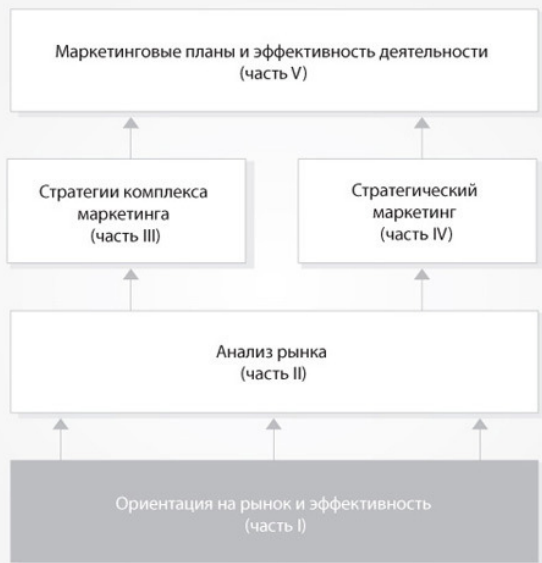 Маркетинговые планы и эффективность деятельности
(часть V)
Стратегии комплекса
маркетинга
(часть III)
Стратегический
маркетинг
(часть IV)
Анализ рынка
(часть II)
Ориентация на рынок и эффективность
(часть I)